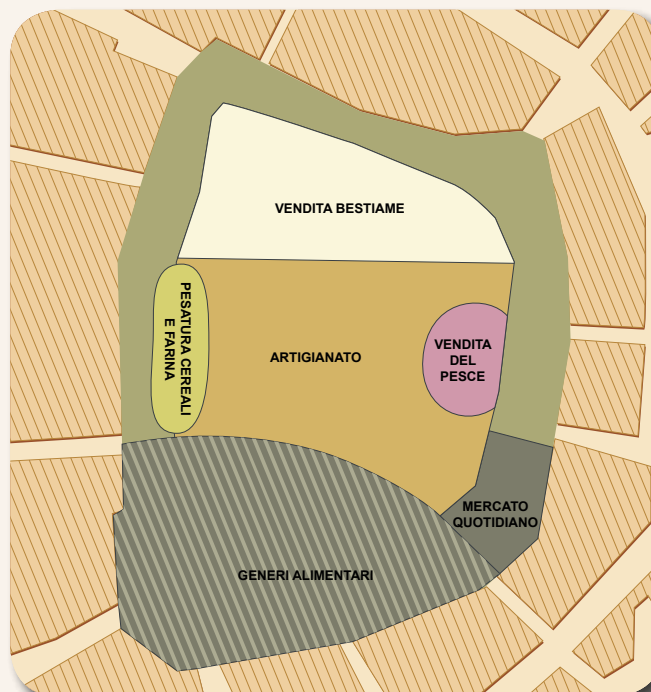 VENDITA BESTIAME
PESATURA CEREALI
E FARINA
ARTIGIANATO
VENDITA
DEL
PESCE
MERCATO
QUOTIDIANO
GENERI ALIMENTARI